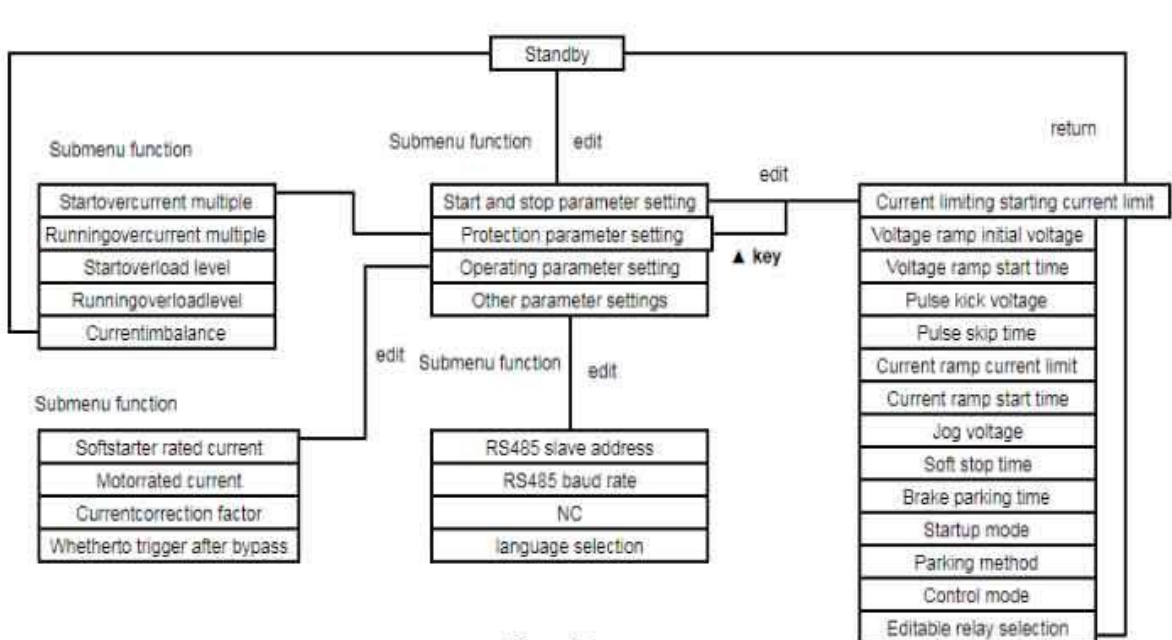 Standby
Submenu function
edit
return
Submenu function
edit
Startovercurrent multiple
Runningovercurrent multiple
Startoverload level
Runningoverloadlevel
Currentimbalance
Start and stop parameter setting
Protection parameter setting
Operating parameter setting
Other parameter settings
▲ key
Current limiting starting current limit
Voltage ramp initial voltage
Voltage ramp start time
Pulse kick voltage
Pulse skip time
Current ramp current limit
Current ramp start time
Jog voltage
Soft stop time
Brake parking time
Startup mode
Parking method
Control mode
Editable relay selection
edit
Submenu function
edit
Submenu function
Softstarter rated current
Motorrated current
Currentcorrection factor
Whetherto trigger after bypass
RS485 slave address
RS485 baud rate
NC
language selection